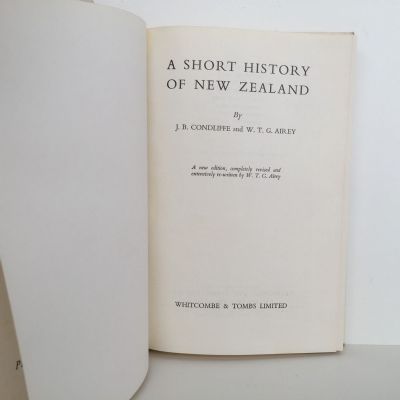 A SHORT HISTORY
OF NEW ZEALAND
By
J. B. CONDLIFFE and W. T. G. AIREY
A new edition, completely revised and
extensively re-written by W. T. G. Airey
WHITCOMBE & TOMBS LIMITED